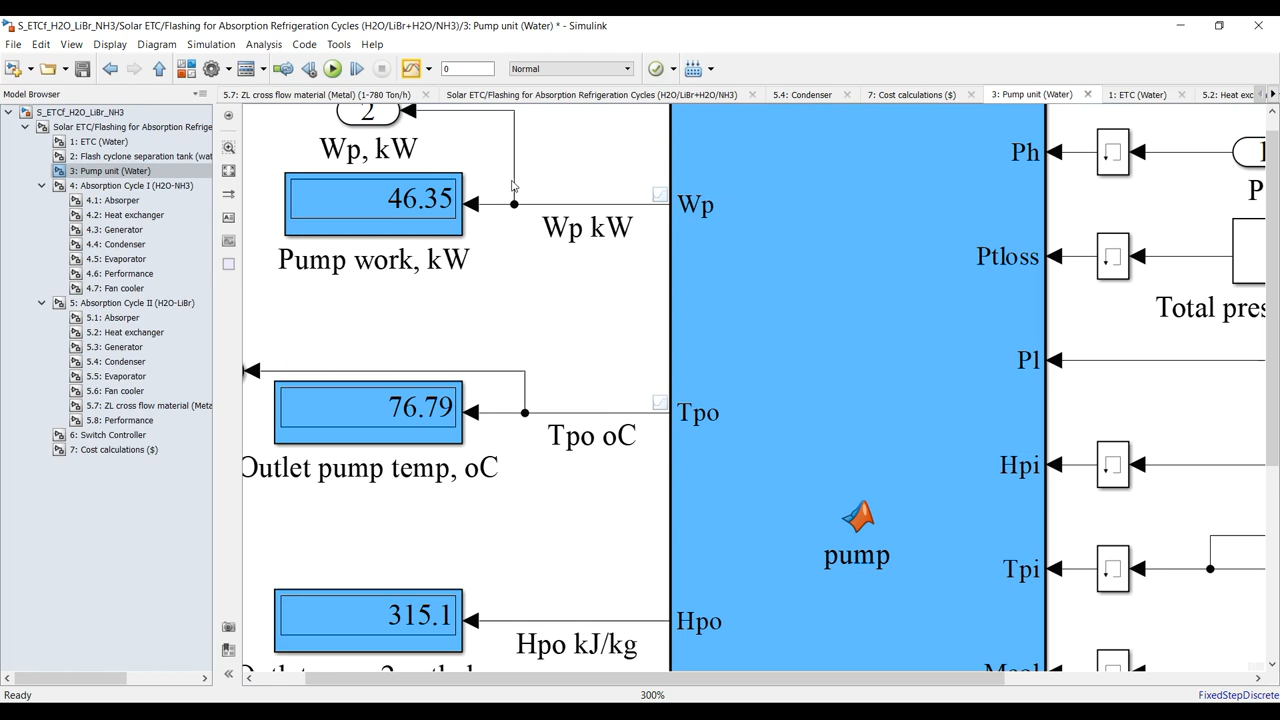 S_ETCf_H2O_LiBr_NH3/Solar ETC/Flashing for Absorption Refrigeration Cycles (H2O/LiBr+H2O/NH3)/3: Pump unit (Water) * - Simulink
File Edit View Display Diagram Simulation Analysis Code Tools Help
0 Normal
Model Browser
5.7: ZL cross flow material (Metal) (1-780 Ton/h) Solar ETC/Flashing for Absorption Refrigeration Cycles (H2O/LiBr+H2O/NH3) 5.4: Condenser 7: Cost calculations ($) 3: Pump unit (Water) 1: ETC (Water) 5.2: Heat exc
S_ETCf_H2O_LiBr_NH3
Solar ETC/Flashing for Absorption Refrige
1: ETC (Water)
2: Flash cyclone separation tank (wat
3: Pump unit (Water)
4: Absorption Cycle I (H2O-NH3)
4.1: Absorper
4.2: Heat exchanger
4.3: Generator
4.4: Condenser
4.5: Evaporator
4.6: Performance
4.7: Fan cooler
5: Absorption Cycle II (H2O-LiBr)
5.1: Absorper
5.2: Heat exchanger
5.3: Generator
5.4: Condenser
5.5: Evaporator
5.6: Fan cooler
5.7: ZL cross flow material (Meta
5.8: Performance
6: Switch Controller
7: Cost calculations ($)
2
Wp, kW
46.35
Pump work, kW
Wp kW
Wp
76.79
Outlet pump temp, oC
Tpo oC
Tpo
315.1
Hpo kJ/kg
Hpo
pump
Ph
P
Ptloss
Total pres
Pl
Hpi
Tpi
Ready 300% FixedStepDiscrete